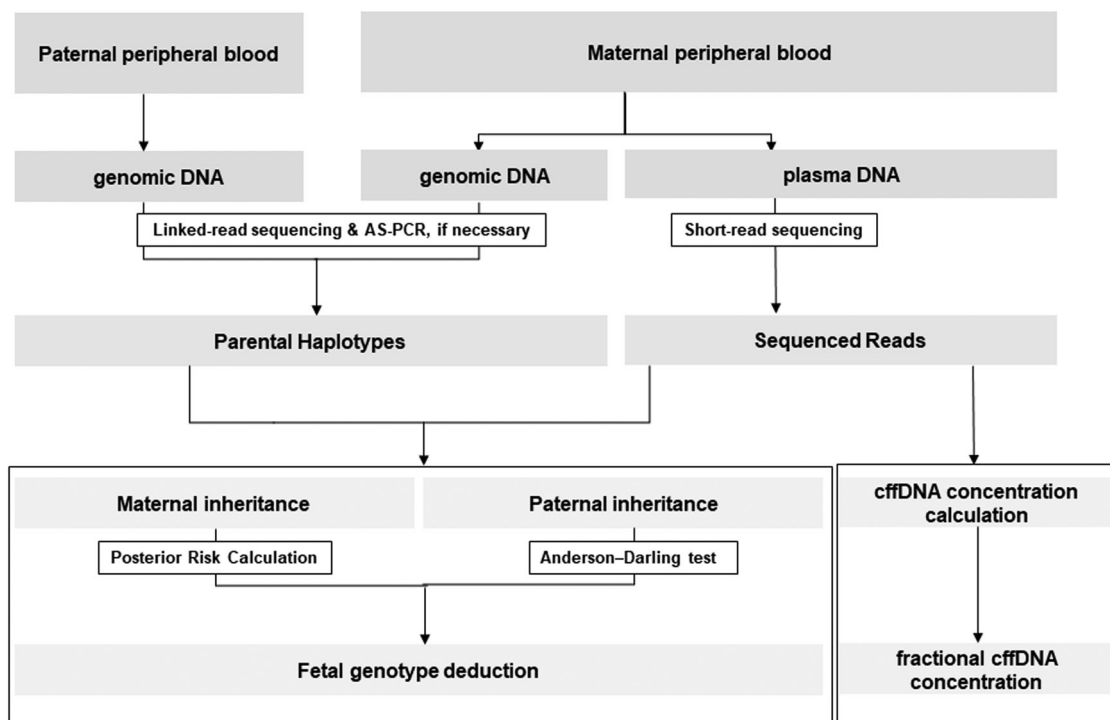 Paternal peripheral blood
Maternal peripheral blood
genomic DNA
genomic DNA
plasma DNA
Linked-read sequencing & AS-PCR, if necessary
Short-read sequencing
Parental Haplotypes
Sequenced Reads
Maternal inheritance
Paternal inheritance
cffDNA concentration
calculation
Posterior Risk Calculation
Anderson–Darling test
Fetal genotype deduction
fractional cffDNA
concentration